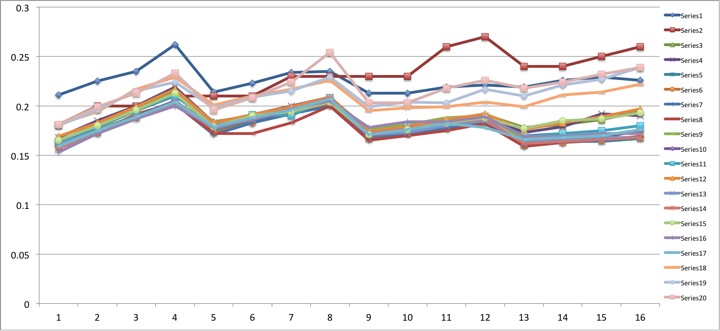 0.3
0.25
0.2
0.15
0.1
0.05
0
1 2 3 4 5 6 7 8 9 10 11 12 13 14 15 16
Series1
Series2
Series3
Series4
Series5
Series6
Series7
Series8
Series9
Series10
Series11
Series12
Series13
Series14
Series15
Series16
Series17
Series18
Series19
Series20